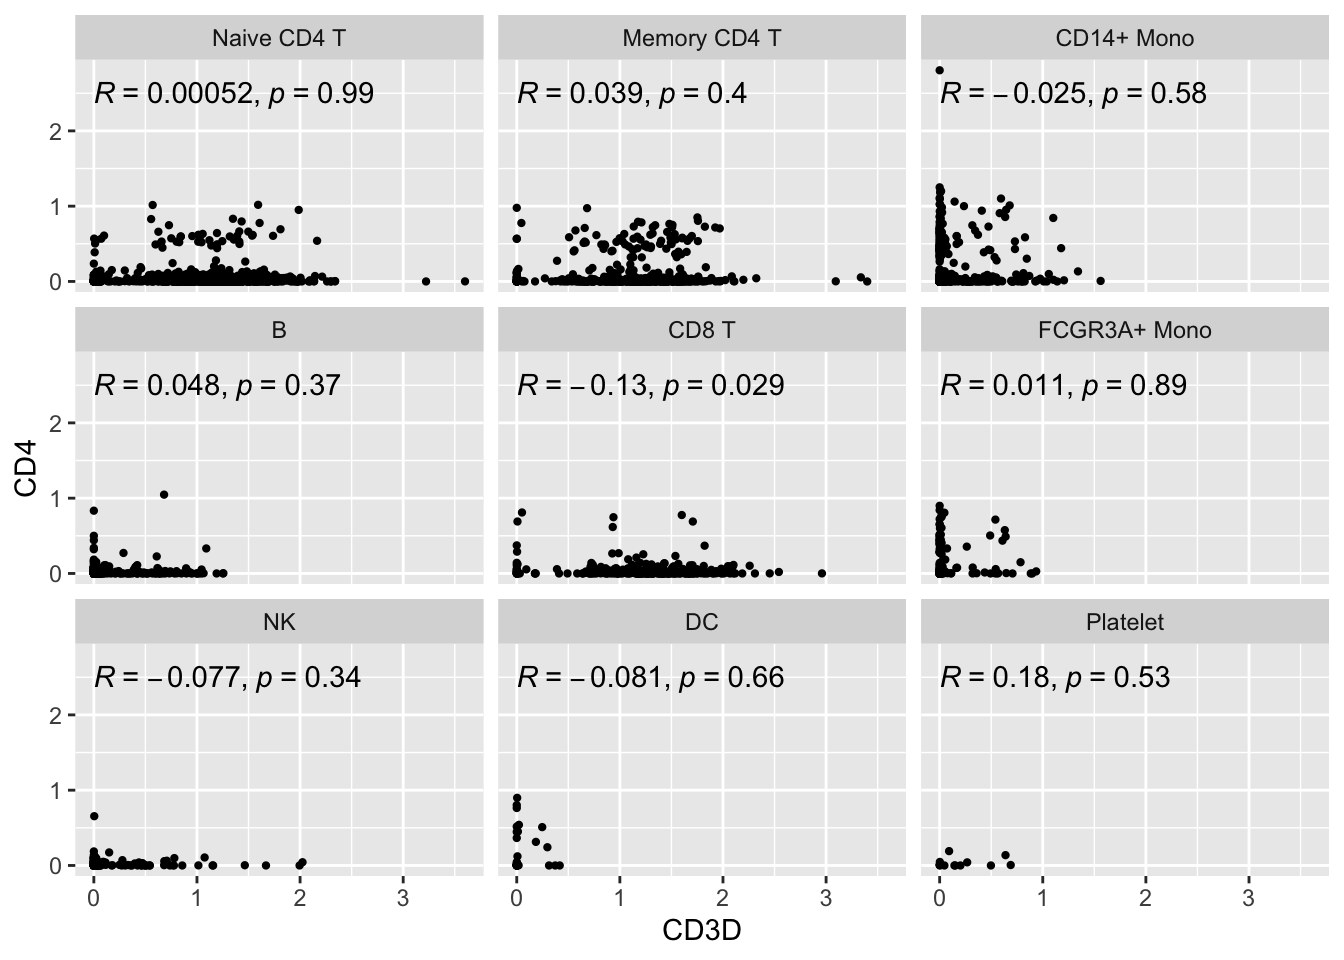 Naive CD4 T
Memory CD4 T
CD14+ Mono
R = 0.00052, p = 0.99
R = 0.039, p = 0.4
R = −0.025, p = 0.58
2
1
0
B
CD8 T
FCGR3A+ Mono
R = 0.048, p = 0.37
R = −0.13, p = 0.029
R = 0.011, p = 0.89
2
1
0
CD4
NK
DC
Platelet
R = −0.077, p = 0.34
R = −0.081, p = 0.66
R = 0.18, p = 0.53
2
1
0
0 1 2 3
0 1 2 3
0 1 2 3
CD3D